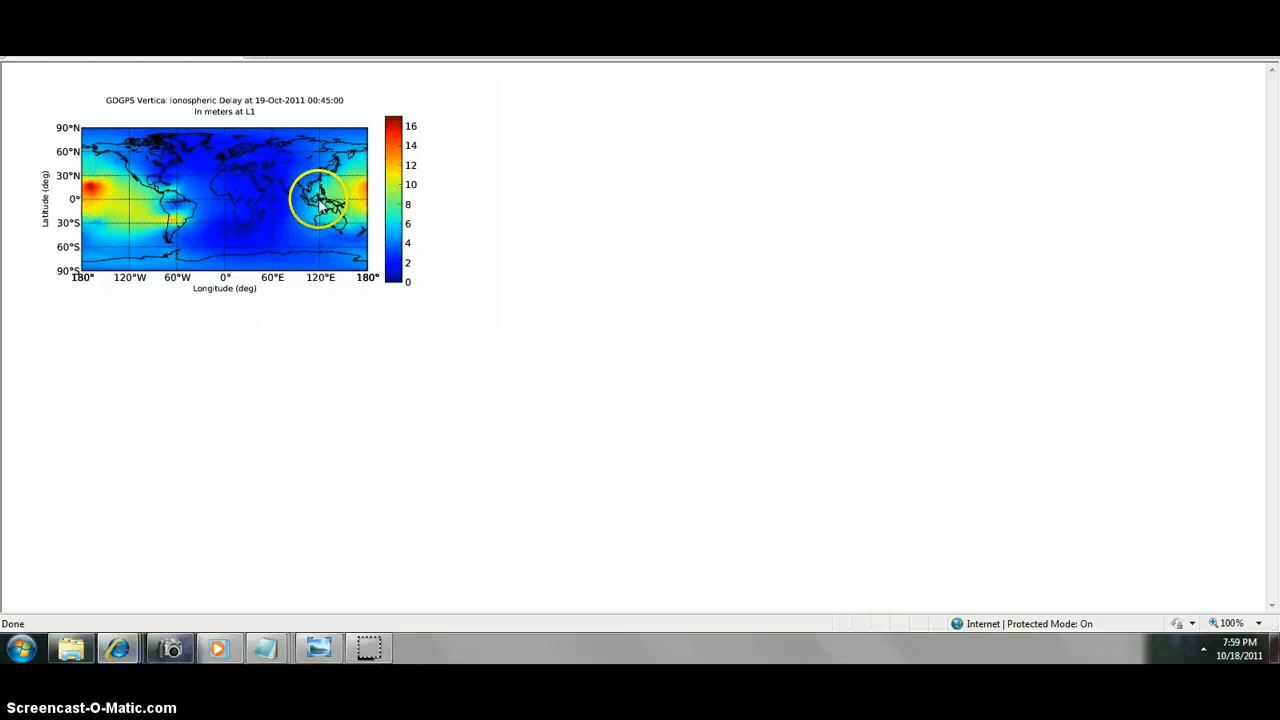 GDGPS Vertical Ionospheric Delay at 19-Oct-2011 00:45:00
In meters at L1
90°N
60°N
30°N
0°
30°S
60°S
90°S
Latitude (deg)
180° 120°W 60°W 0° 60°E 120°E 180°
Longitude (deg)
16
14
12
10
8
6
4
2
0
Done
Internet | Protected Mode: On
100%
7:59 PM
10/18/2011
Screencast-O-Matic.com